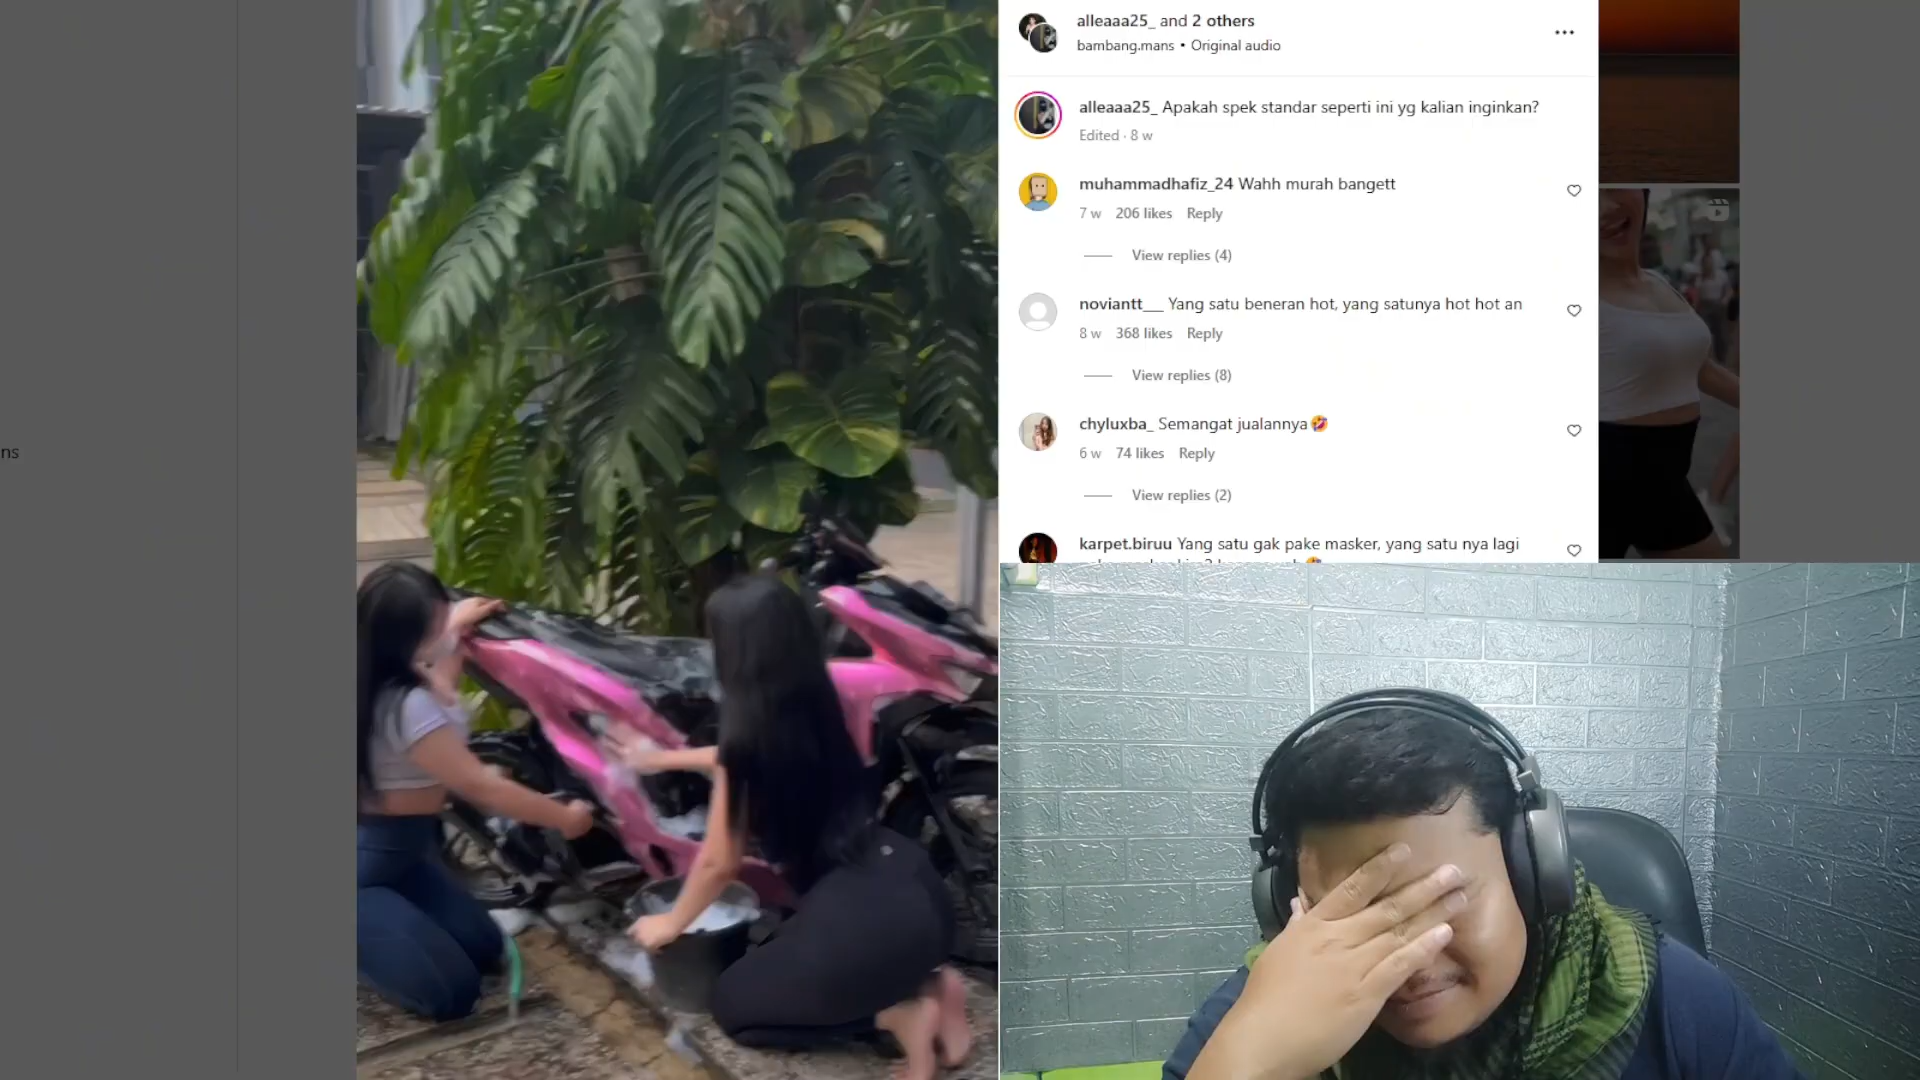 alleaaa25_ and 2 others
bambang.mans • Original audio
alleaaa25_ Apakah spek standar seperti ini yg kalian inginkan?
Edited · 8 w
muhammadhafiz_24 Wahh murah bangett
7 w 206 likes Reply
View replies (4)
noviantt___ Yang satu beneran hot, yang satunya hot hot an
8 w 368 likes Reply
View replies (8)
chyluxba_ Semangat jualannya🤣
6 w 74 likes Reply
View replies (2)
karpet.biruu Yang satu gak pake masker, yang satu nya lagi
ns